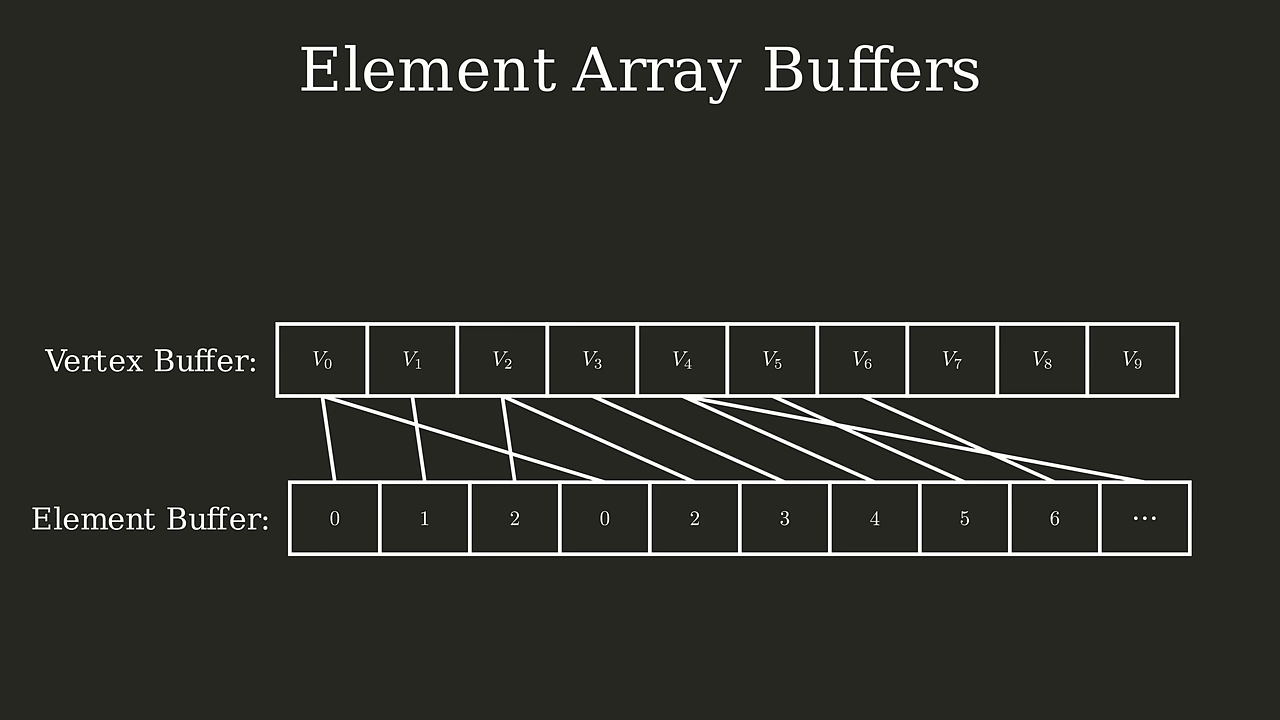 Element Array Buffers
Vertex Buffer: V₀ V₁ V₂ V₃ V₄ V₅ V₆ V₇ V₈ V₉
Element Buffer: 0 1 2 0 2 3 4 5 6 ⋯